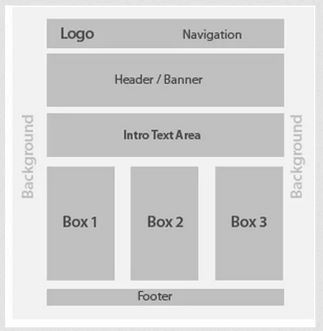 Logo
Navigation
Header / Banner
Intro Text Area
Background
Background
Box 1
Box 2
Box 3
Footer